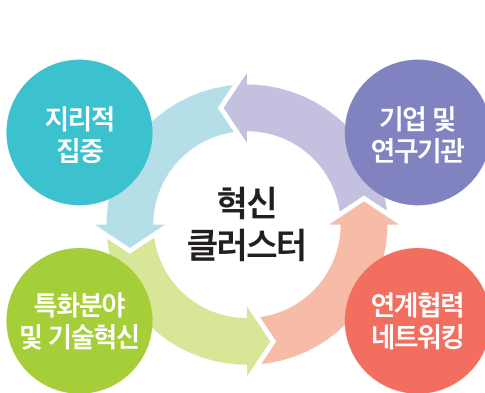 지리적
집중
기업 및
연구기관
혁신
클러스터
특화분야
및 기술혁신
연계협력
네트워킹